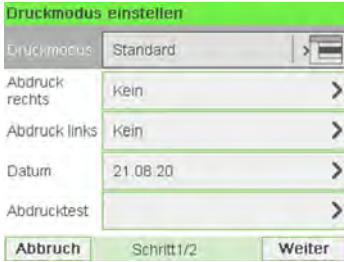 Druckmodus einstellen
Druckmodus Standard
Abdruck rechts Kein
Abdruck links Kein
Datum 21.08.20
Abdrucktest
Abbruch Schritt1/2 Weiter